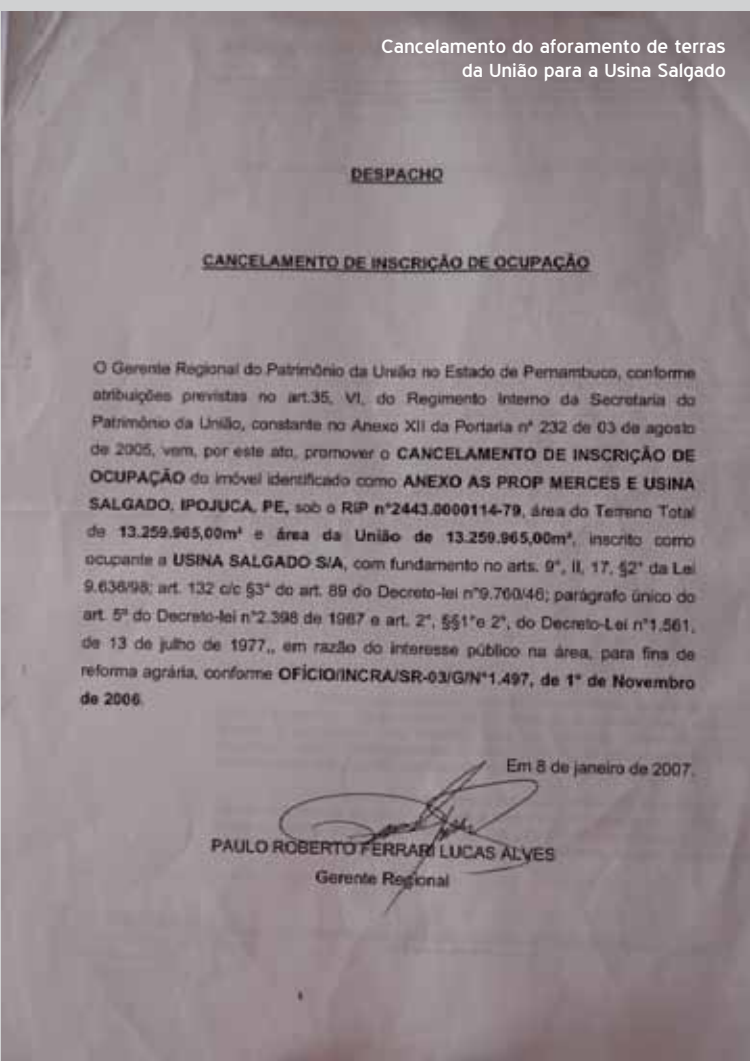 Cancelamento do aforamento de terras
da União para a Usina Salgado
DESPACHO
CANCELAMENTO DE INSCRIÇÃO DE OCUPAÇÃO
O Gerente Regional do Patrimônio da União no Estado de Pernambuco, conforme
atribuições previstas no art.35, VI, do Regimento Interno da Secretaria do
Patrimônio da União, constante no Anexo XII da Portaria nº 232 de 03 de agosto
de 2005, vem, por este ato, promover o CANCELAMENTO DE INSCRIÇÃO DE
OCUPAÇÃO do imóvel identificado como ANEXO AS PROP MERCES E USINA
SALGADO, IPOJUCA, PE, sob o RIP nº2443.0000114-79, área do Terreno Total
de 13.259.965,00m² e área da União de 13.259.965,00m², inscrito como
ocupante a USINA SALGADO S/A, com fundamento no arts. 9º, II, 17, §2º da Lei
9.636/98; art. 132 c/c §3º do art. 89 do Decreto-lei nº9.760/46; parágrafo único do
art. 5º do Decreto-lei nº2.398 de 1987 e art. 2º, §§1ºe 2º, do Decreto-Lei nº1.561,
de 13 de julho de 1977,, em razão do interesse público na área, para fins de
reforma agrária, conforme OFÍCIO/INCRA/SR-03/G/Nº1.497, de 1º de Novembro
de 2006.
Em 8 de janeiro de 2007.
PAULO ROBERTO FERRARI LUCAS ALVES
Gerente Regional